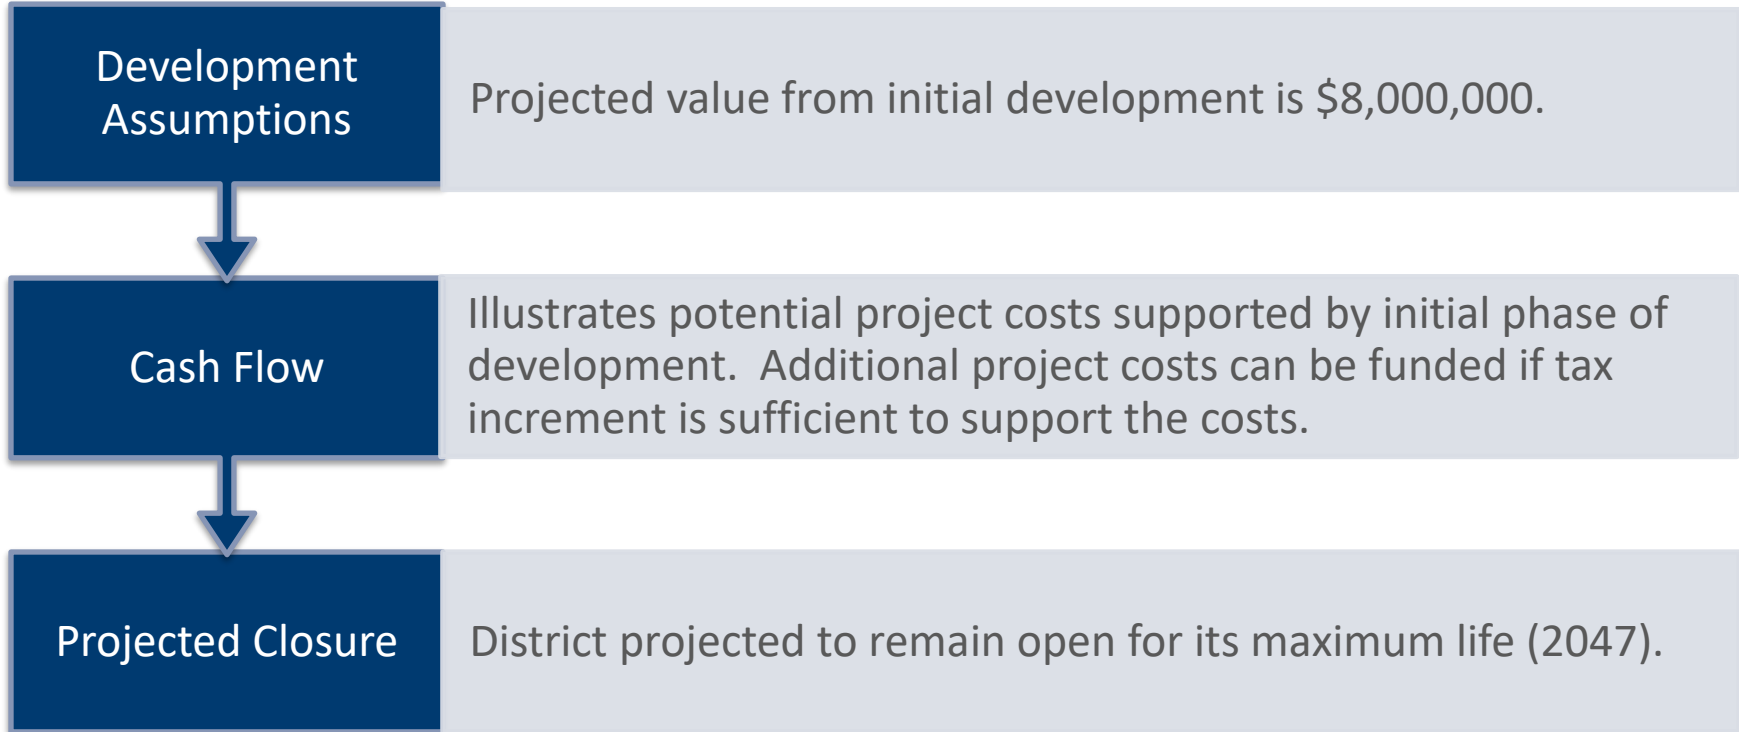 Development
Assumptions
Projected value from initial development is $8,000,000.
Cash Flow
Illustrates potential project costs supported by initial phase of
development.  Additional project costs can be funded if tax
increment is sufficient to support the costs.
Projected Closure
District projected to remain open for its maximum life (2047).